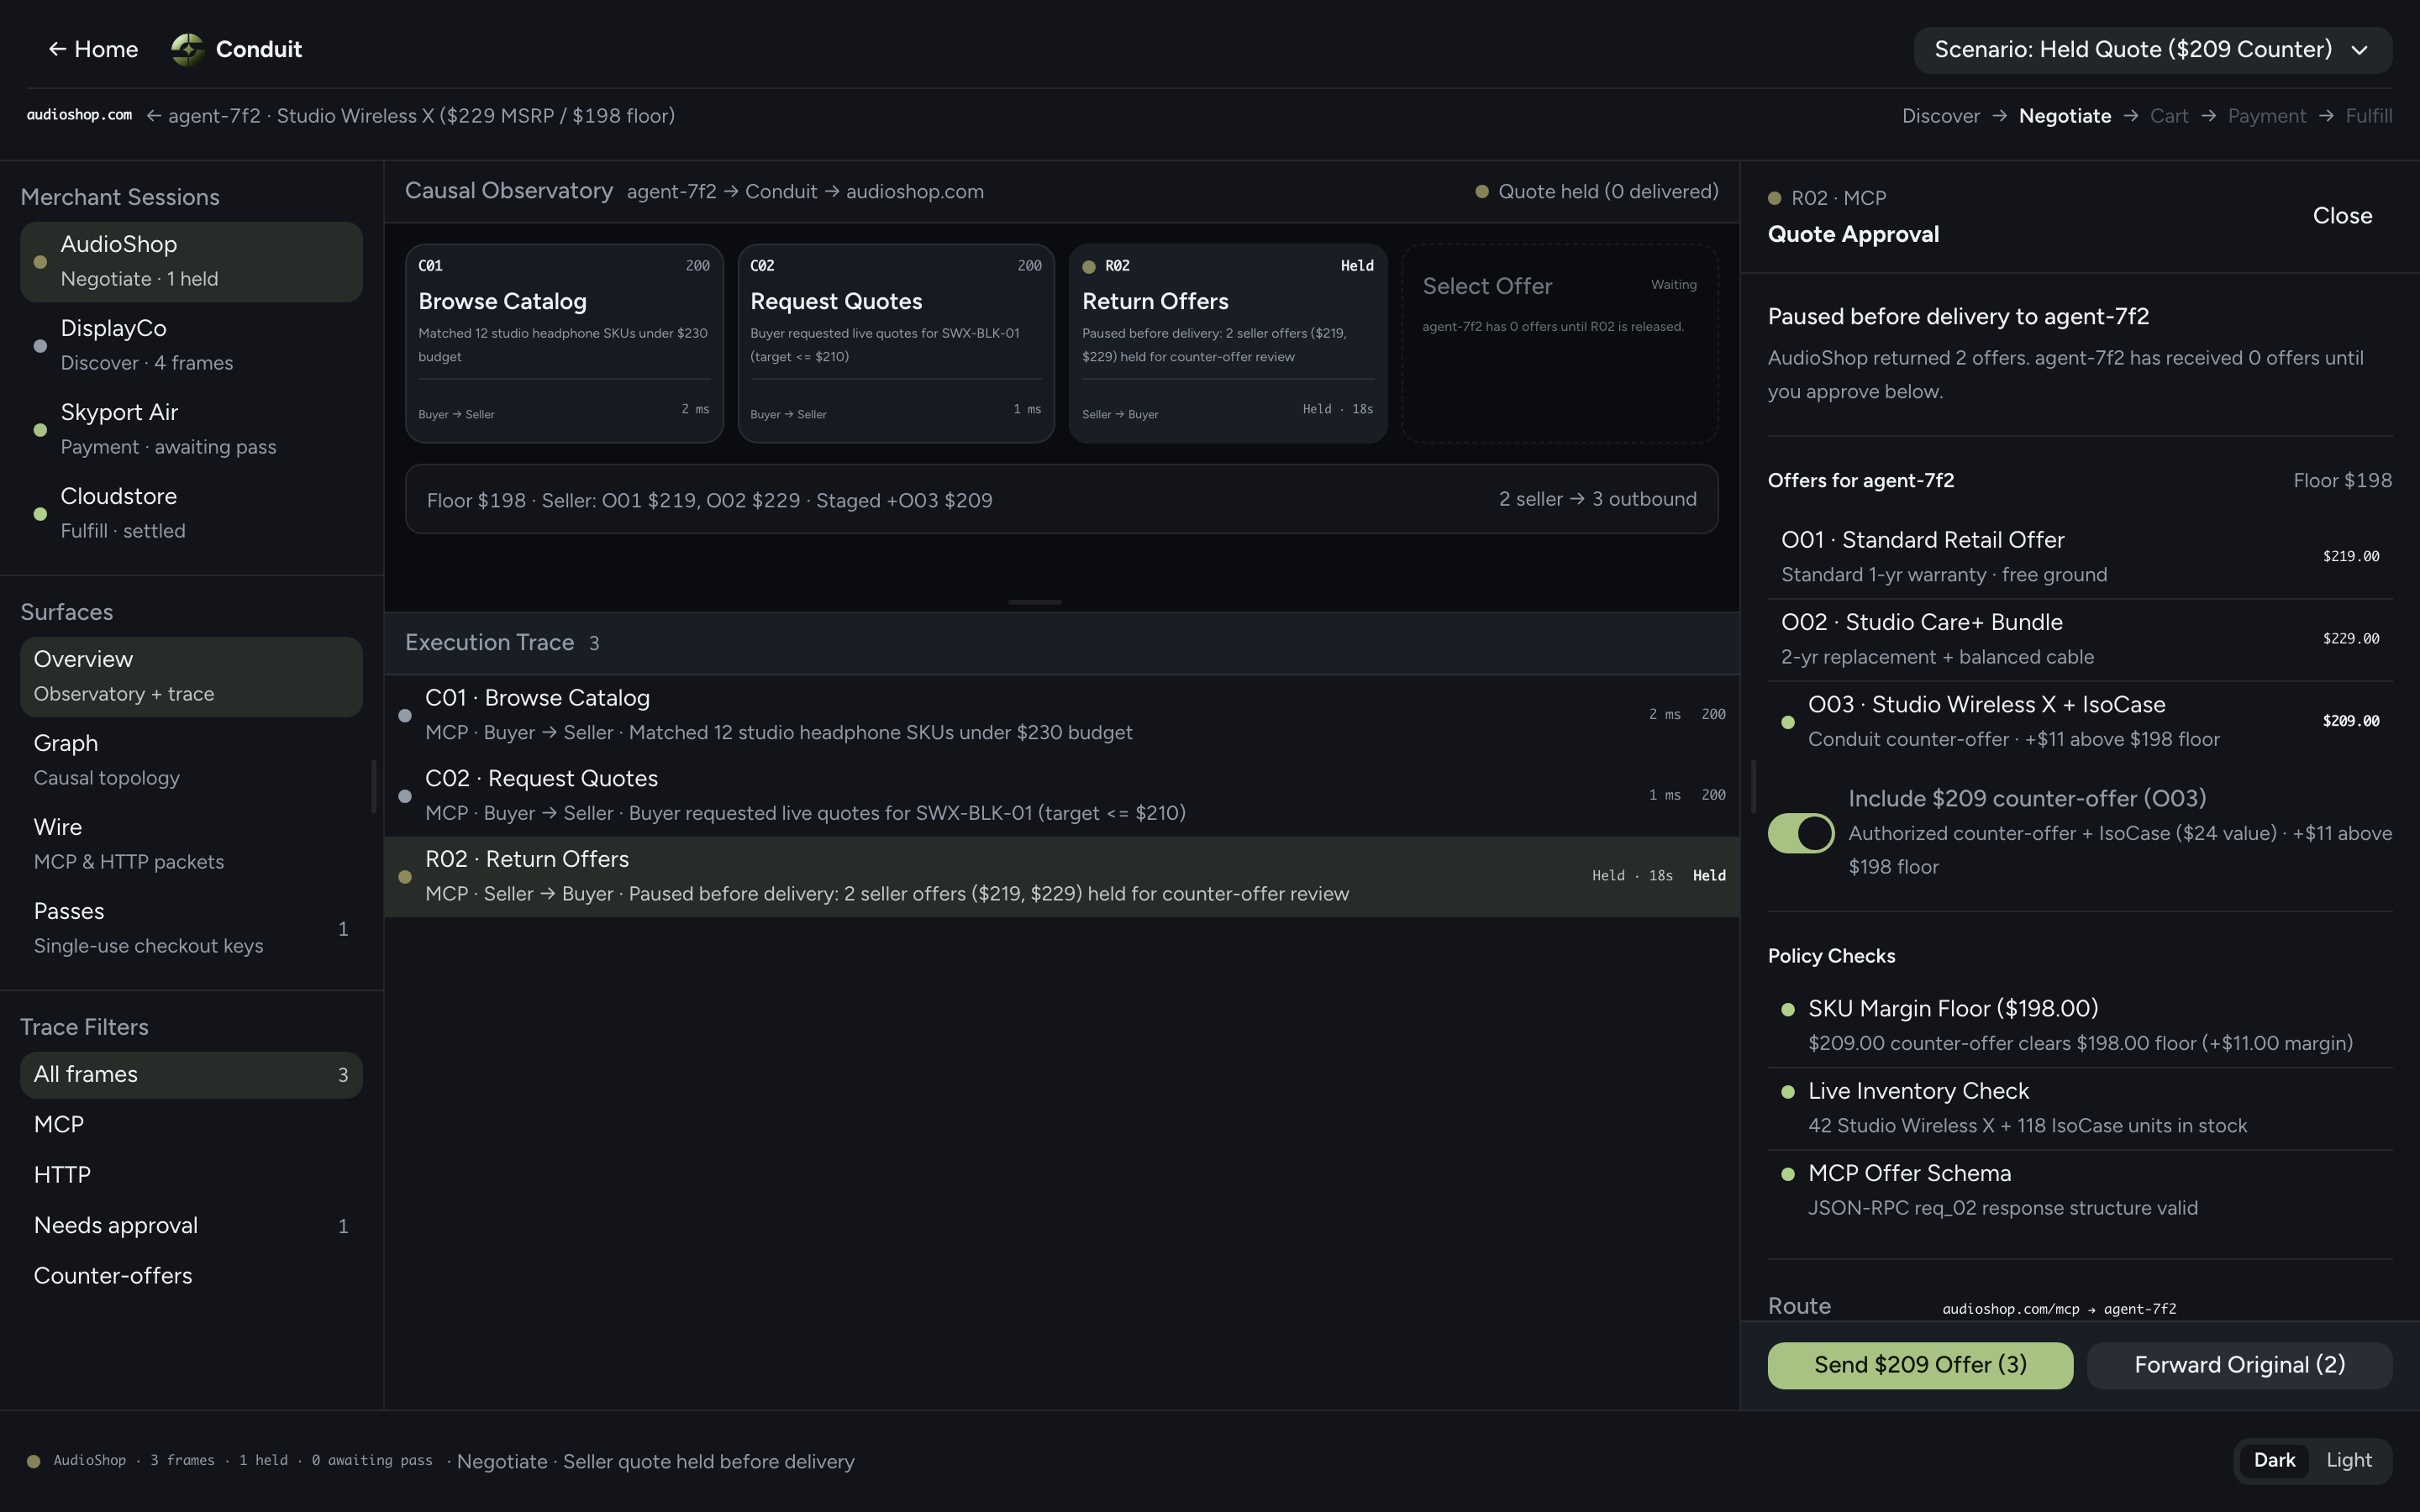 ← Home
Conduit
Scenario: Held Quote ($209 Counter)
audioshop.com ← agent-7f2 · Studio Wireless X ($229 MSRP / $198 floor)
Discover → Negotiate → Cart → Payment → Fulfill
Merchant Sessions
AudioShop
Negotiate · 1 held
DisplayCo
Discover · 4 frames
Skyport Air
Payment · awaiting pass
Cloudstore
Fulfill · settled
Surfaces
Overview
Observatory + trace
Graph
Causal topology
Wire
MCP & HTTP packets
Passes
Single-use checkout keys
1
Trace Filters
All frames 3
MCP
HTTP
Needs approval 1
Counter-offers
Causal Observatory agent-7f2 → Conduit → audioshop.com
Quote held (0 delivered)
C01 200
Browse Catalog
Matched 12 studio headphone SKUs under $230
budget
Buyer → Seller 2 ms
C02 200
Request Quotes
Buyer requested live quotes for SWX-BLK-01
(target <= $210)
Buyer → Seller 1 ms
R02 Held
Return Offers
Paused before delivery: 2 seller offers ($219,
$229) held for counter-offer review
Seller → Buyer Held · 18s
Select Offer Waiting
agent-7f2 has 0 offers until R02 is released.
Floor $198 · Seller: O01 $219, O02 $229 · Staged +O03 $209
2 seller → 3 outbound
Execution Trace 3
C01 · Browse Catalog
MCP · Buyer → Seller · Matched 12 studio headphone SKUs under $230 budget
2 ms 200
C02 · Request Quotes
MCP · Buyer → Seller · Buyer requested live quotes for SWX-BLK-01 (target <= $210)
1 ms 200
R02 · Return Offers
MCP · Seller → Buyer · Paused before delivery: 2 seller offers ($219, $229) held for counter-offer review
Held · 18s Held
R02 · MCP
Quote Approval
Close
Paused before delivery to agent-7f2
AudioShop returned 2 offers. agent-7f2 has received 0 offers until
you approve below.
Offers for agent-7f2 Floor $198
O01 · Standard Retail Offer
Standard 1-yr warranty · free ground
$219.00
O02 · Studio Care+ Bundle
2-yr replacement + balanced cable
$229.00
O03 · Studio Wireless X + IsoCase
Conduit counter-offer · +$11 above $198 floor
$209.00
Include $209 counter-offer (O03)
Authorized counter-offer + IsoCase ($24 value) · +$11 above
$198 floor
Policy Checks
SKU Margin Floor ($198.00)
$209.00 counter-offer clears $198.00 floor (+$11.00 margin)
Live Inventory Check
42 Studio Wireless X + 118 IsoCase units in stock
MCP Offer Schema
JSON-RPC req_02 response structure valid
Route audioshop.com/mcp → agent-7f2
Send $209 Offer (3)
Forward Original (2)
AudioShop · 3 frames · 1 held · 0 awaiting pass · Negotiate · Seller quote held before delivery
Dark Light